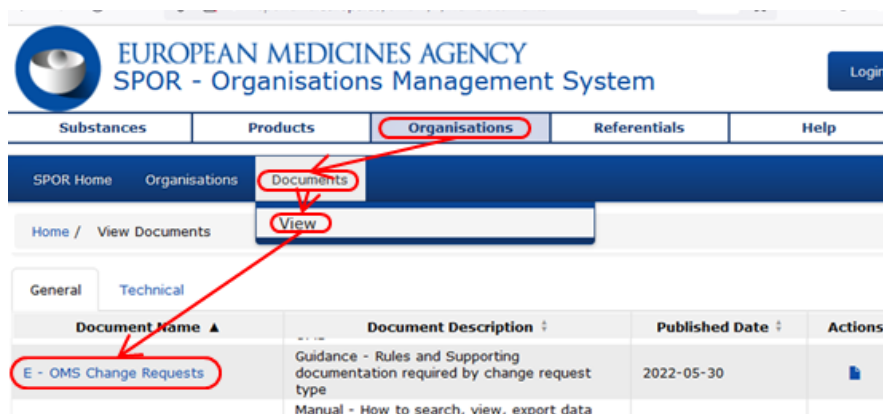 EUROPEAN MEDICINES AGENCY
SPOR - Organisations Management System
Login
Substances Products Organisations Referentials Help
SPOR Home Organisations Documents
View
Home / View Documents
General Technical
Document Name ▲ Document Description Published Date Actions
E - OMS Change Requests
Guidance - Rules and Supporting
documentation required by change request
type
2022-05-30
Manual - How to search, view, export data